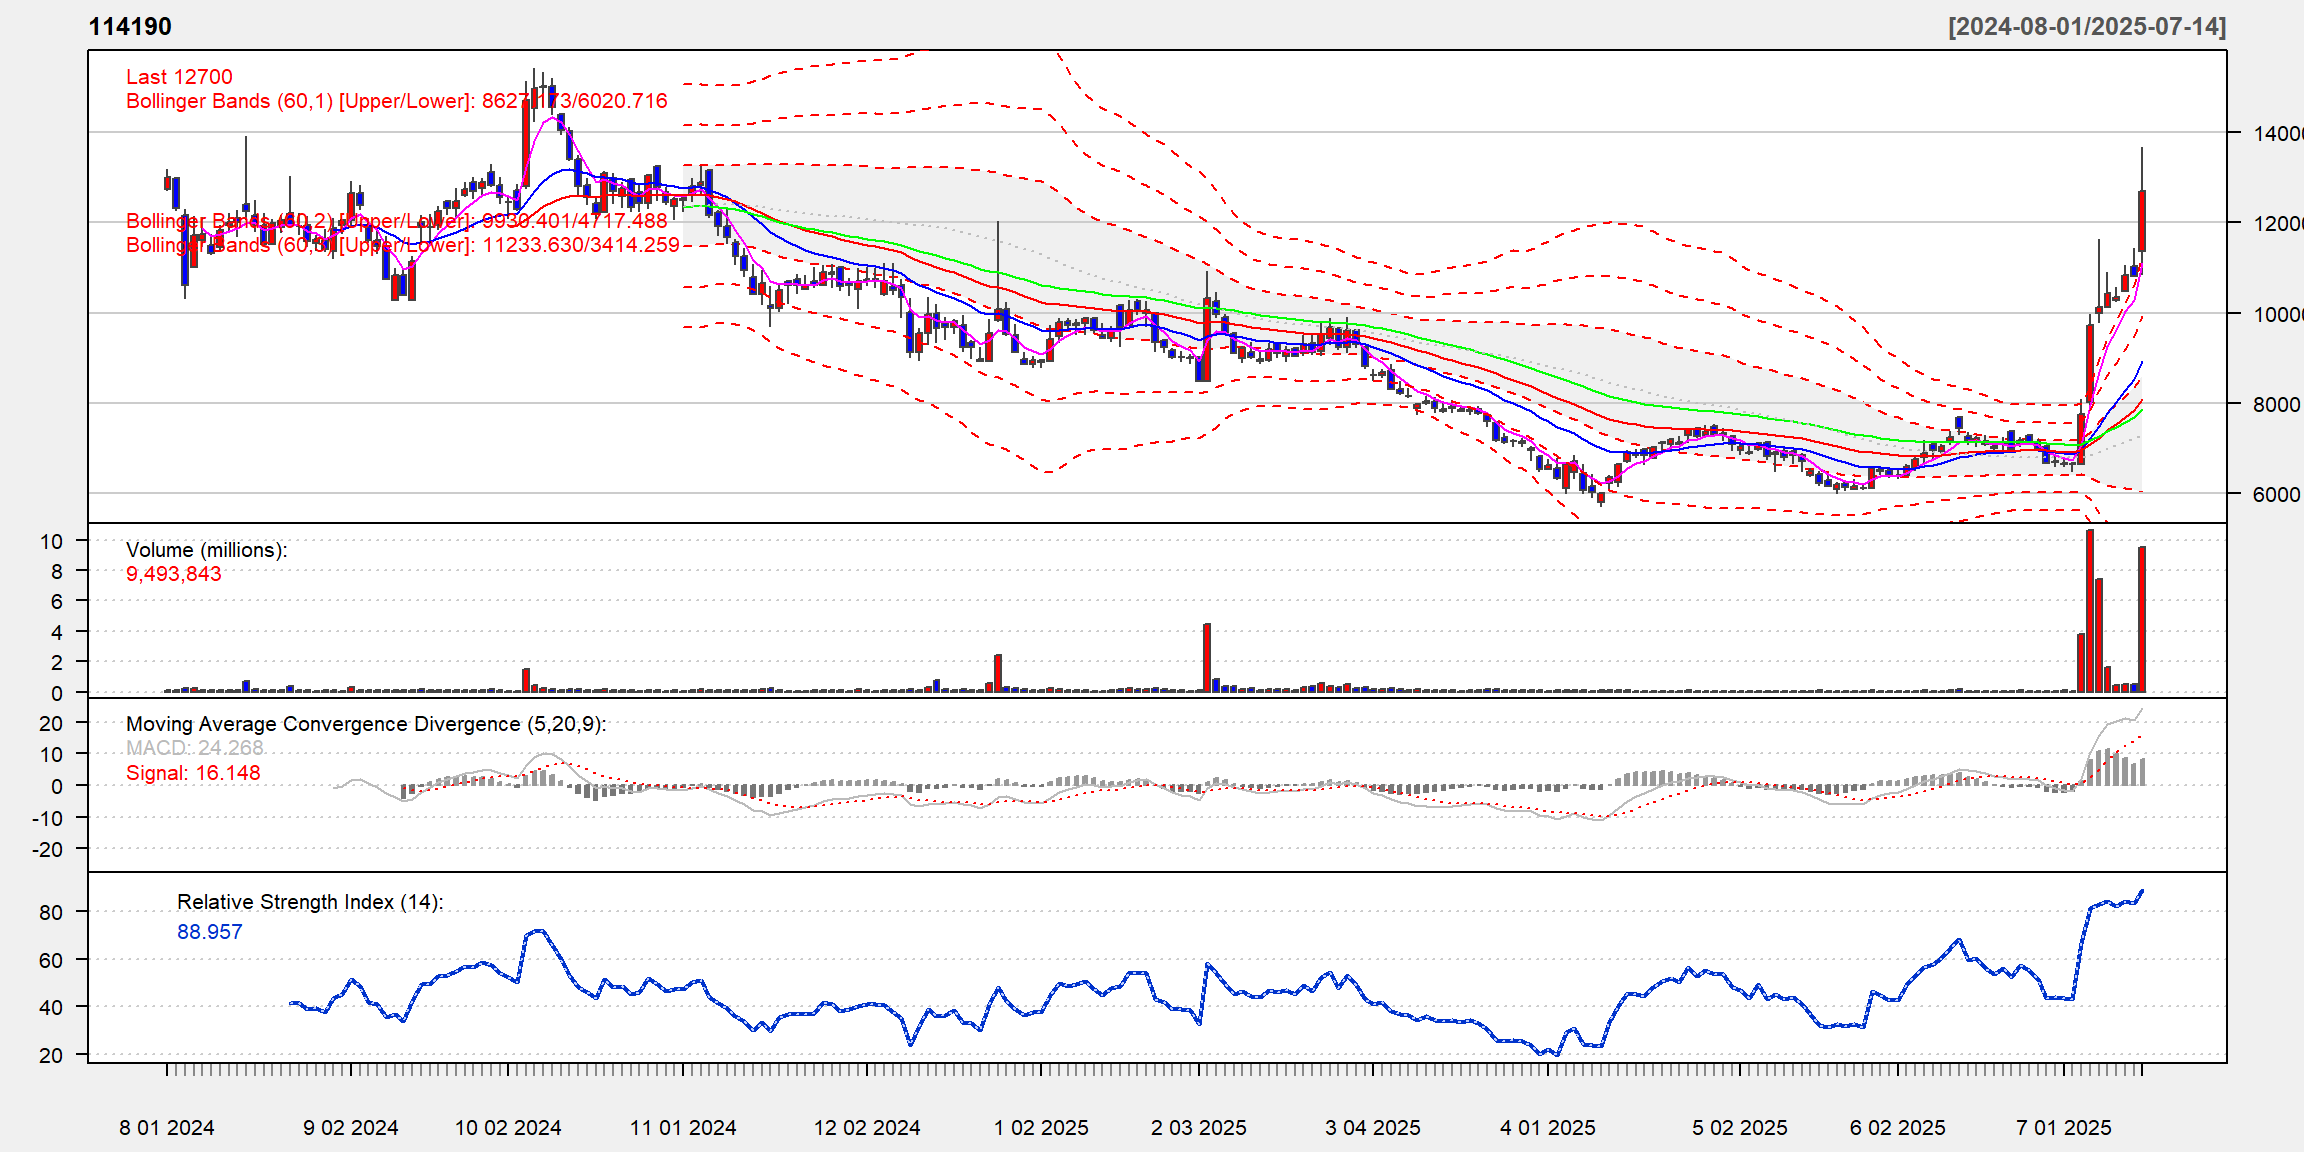 114190
[2024-08-01/2025-07-14]
Last 12700
Bollinger Bands (60,1) [Upper/Lower]: 8627.173/6020.716
Bollinger Bands (60,2) [Upper/Lower]: 9930.401/4717.488
Bollinger Bands (60,3) [Upper/Lower]: 11233.630/3414.259
14000
12000
10000
8000
6000
Volume (millions):
9,493,843
10
8
6
4
2
0
Moving Average Convergence Divergence (5,20,9):
MACD: 24.268
Signal: 16.148
20
10
0
-10
-20
Relative Strength Index (14):
88.957
80
60
40
20
8 01 2024
9 02 2024
10 02 2024
11 01 2024
12 02 2024
1 02 2025
2 03 2025
3 04 2025
4 01 2025
5 02 2025
6 02 2025
7 01 2025